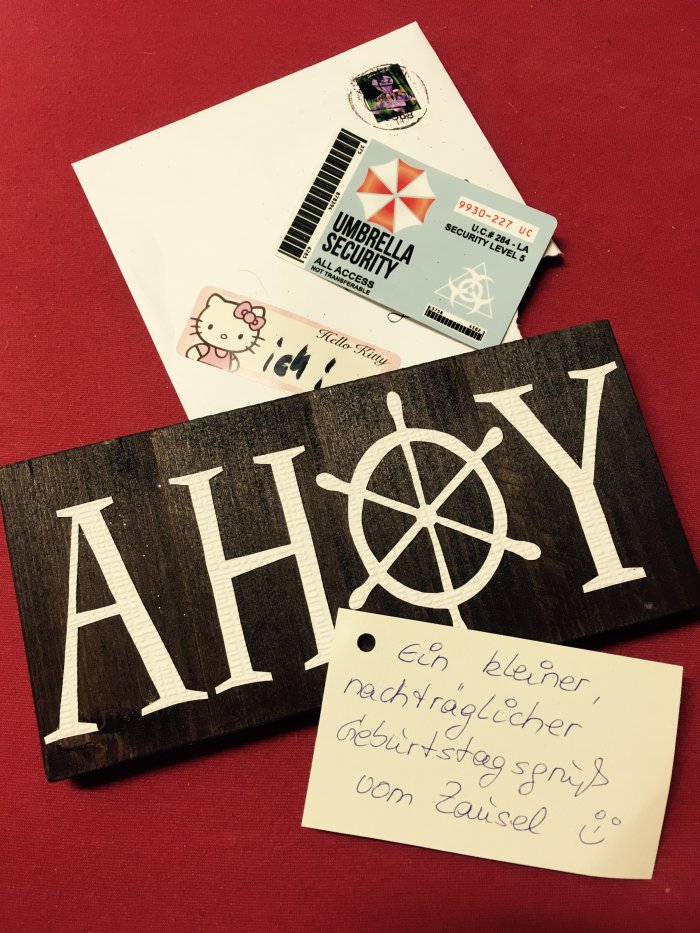 9930-227 UC
U.C.# 284 - LA
SECURITY LEVEL 5
UMBRELLA
SECURITY
ALL ACCESS
NOT TRANSFERABLE
Hello Kitty
ich
AHOY
Ein kleiner,
nachträglicher
Geburtstagsgruß
vom Zausel